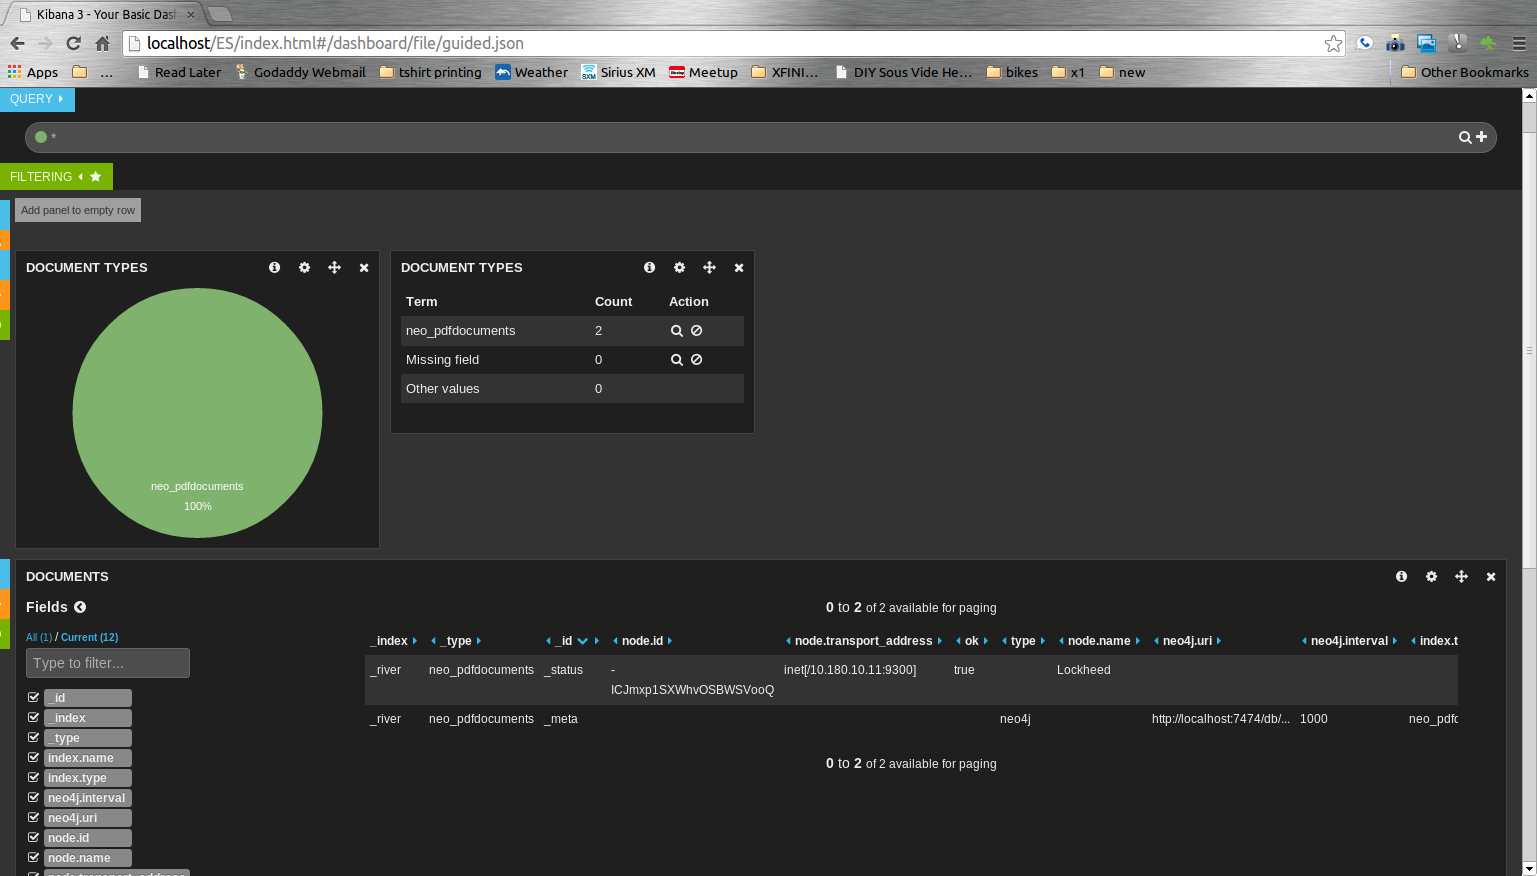 Kibana 3 - Your Basic Das
localhost/ES/index.html#/dashboard/file/guided.json
Apps ... Read Later Godaddy Webmail tshirt printing Weather Sirius XM Meetup XFINI... DIY Sous Vide He... bikes x1 new Other Bookmarks
QUERY
*
FILTERING
Add panel to empty row
DOCUMENT TYPES
neo_pdfdocuments
100%
DOCUMENT TYPES
Term Count Action
neo_pdfdocuments 2
Missing field 0
Other values 0
DOCUMENTS
Fields
All (1) / Current (12)
Type to filter...
_id
_index
_type
index.name
index.type
neo4j.interval
neo4j.uri
node.id
node.name
node.transport_address
0 to 2 of 2 available for paging
_index _type _id node.id node.transport_address ok type node.name neo4j.uri neo4j.interval index.t
_river neo_pdfdocuments _status - inet[/10.180.10.11:9300] true Lockheed
ICJmxp1SXWhvOSBWSVooQ
_river neo_pdfdocuments _meta neo4j http://localhost:7474/db/... 1000 neo_pdfc
0 to 2 of 2 available for paging